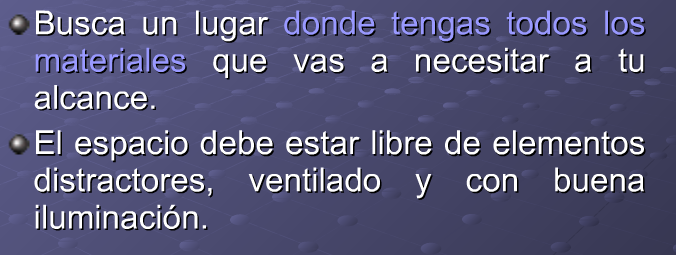 Busca un lugar donde tengas todos los
materiales que vas a necesitar a tu
alcance.
El espacio debe estar libre de elementos
distractores, ventilado y con buena
iluminación.